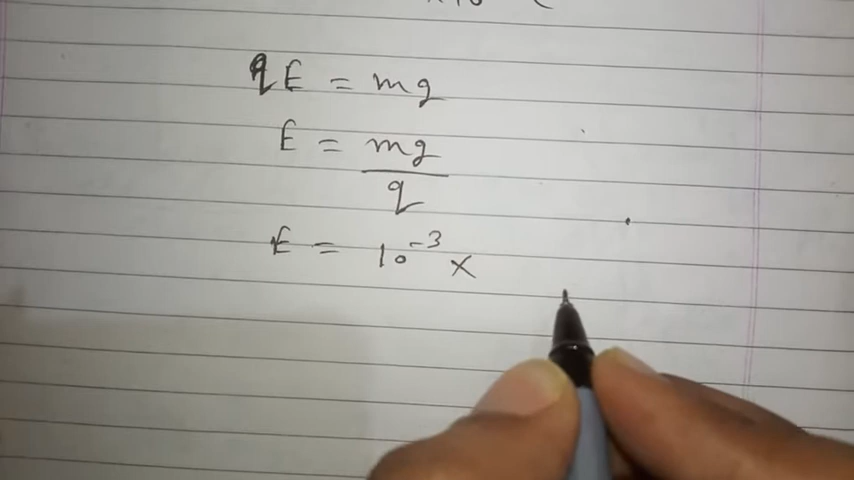 qE = mg
E = mg
q
E = 10⁻³ ×